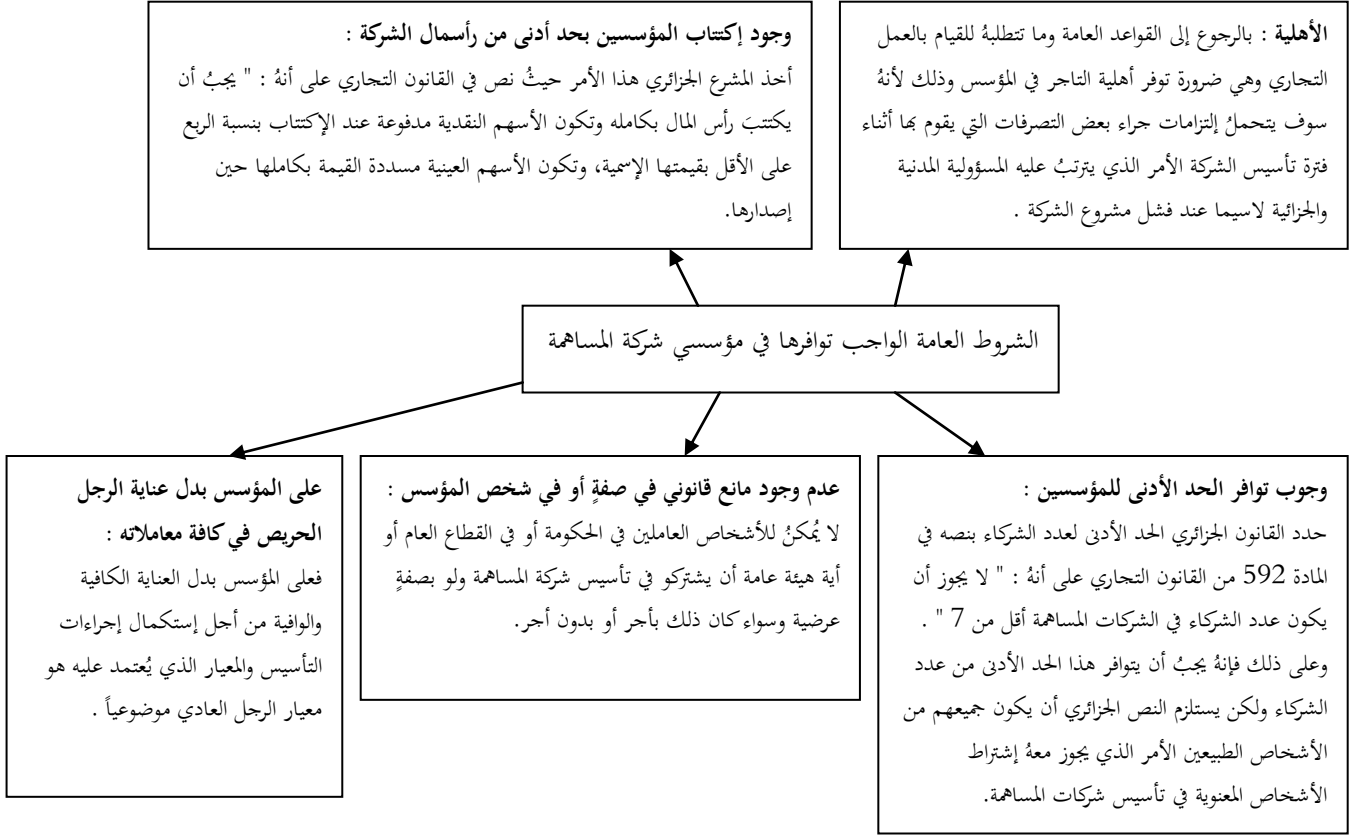 الأهلية : بالرجوع إلى القواعد العامة وما تتطلبهُ للقيام بالعمل
التجاري وهي ضرورة توفر أهلية التاجر في المؤسس وذلك لأنهُ
سوف يتحملُ إلتزامات جراء بعض التصرفات التي يقوم بها أثناء
فترة تأسيس الشركة الأمر الذي يترتبُ عليه المسؤولية المدنية
والجزائية لاسيما عند فشل مشروع الشركة .
وجود إكتتاب المؤسسين بحد أدنى من رأسمال الشركة :
أخذ المشرع الجزائري هذا الأمر حيثُ نص في القانون التجاري على أنهُ : " يجبُ أن
يكتتبَ رأس المال بكامله وتكون الأسهم النقدية مدفوعة عند الإكتتاب بنسبة الربع
على الأقل بقيمتها الإسمية، وتكون الأسهم العينية مسددة القيمة بكاملها حين
إصدارها.
الشروط العامة الواجب توافرها في مؤسسي شركة المساهمة
وجوب توافر الحد الأدنى للمؤسسين :
حدد القانون الجزائري الحد الأدنى لعدد الشركاء بنصه في
المادة 592 من القانون التجاري على أنهُ : " لا يجوز أن
يكون عدد الشركاء في الشركات المساهمة أقل من 7 " .
وعلى ذلك فإنهُ يجبُ أن يتوافر هذا الحد الأدنى من عدد
الشركاء ولكن يستلزم النص الجزائري أن يكون جميعهم من
الأشخاص الطبيعين الأمر الذي يجوز معهُ إشتراط
الأشخاص المعنوية في تأسيس شركات المساهمة.
عدم وجود مانع قانوني في صفةٍ أو في شخص المؤسس :
لا يُمكنُ للأشخاص العاملين في الحكومة أو في القطاع العام أو
أية هيئة عامة أن يشتركو في تأسيس شركة المساهمة ولو بصفةٍ
عرضية وسواء كان ذلك بأجر أو بدون أجر.
على المؤسس بدل عناية الرجل
الحريص في كافة معاملاته :
فعلى المؤسس بدل العناية الكافية
والوافية من أجل إستكمال إجراءات
التأسيس والمعيار الذي يُعتمد عليه هو
معيار الرجل العادي موضوعياً .